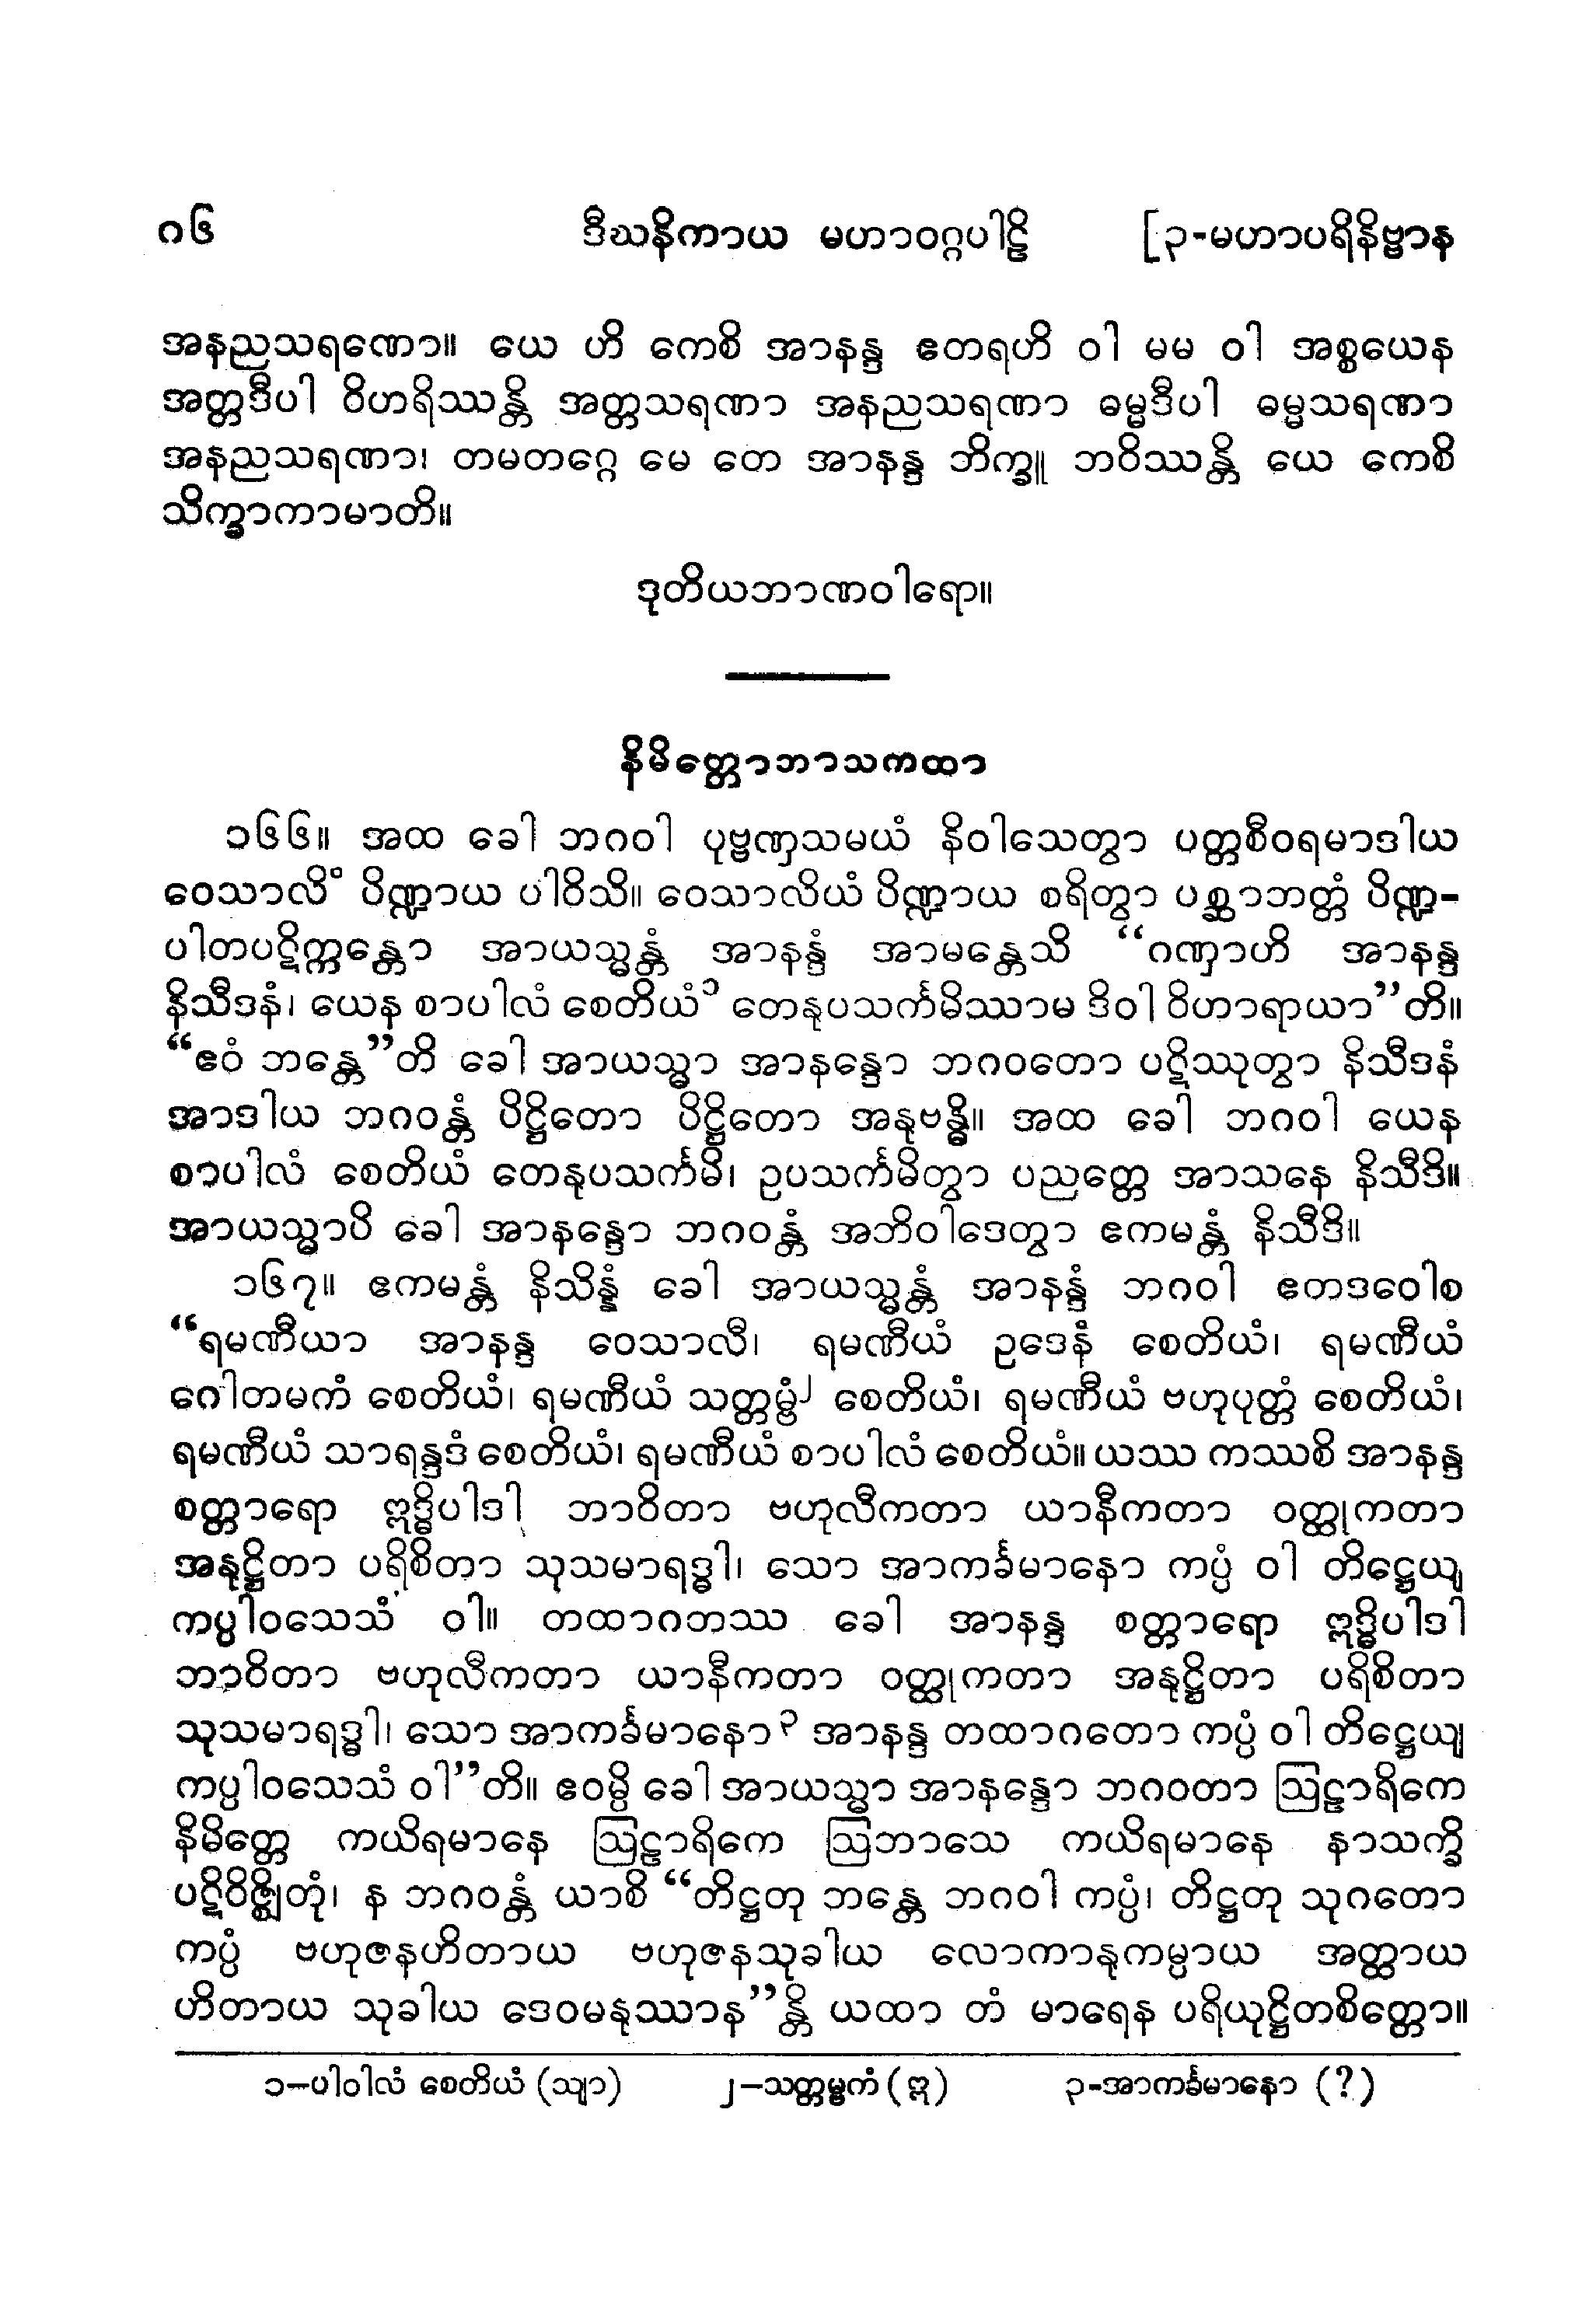 ၈၆ ဒီဃနိကာယ မဟာဝဂ္ဂပါဠိ [၃-မဟာပရိနိဗ္ဗာန
အနညသရဏော။ ယေ ဟိ ကေစိ အာနန္ဒ ဧတရဟိ ဝါ မမ ဝါ အစ္စယေန
အတ္တဒီပါ ဝိဟရိဿန္တိ အတ္တသရဏာ အနညသရဏာ ဓမ္မဒီပါ ဓမ္မသရဏာ
အနညသရဏာ၊ တမတဂ္ဂေ မေ တေ အာနန္ဒ ဘိက္ခူ ဘဝိဿန္တိ ယေ ကေစိ
သိက္ခာကာမာတိ။
ဒုတိယဘာဏဝါရော။
နိမိတ္တောဘာသကထာ
၁၆၆။ အထ ခေါ ဘဂဝါ ပုဗ္ဗဏှသမယံ နိဝါသေတွာ ပတ္တစီဝရမာဒါယ
ဝေသာလိံ ပိဏ္ဍာယ ပါဝိသိ။ ဝေသာလိယံ ပိဏ္ဍာယ စရိတွာ ပစ္ဆာဘတ္တံ ပိဏ္ဍ-
ပါတပဋိက္ကန္တော အာယသ္မန္တံ အာနန္ဒံ အာမန္တေသိ “ဂဏှာဟိ အာနန္ဒ
နိသီဒနံ၊ ယေန စာပါလံ စေတိယံ၁ တေနုပသင်္ကမိဿာမ ဒိဝါ ဝိဟာရာယာ”တိ။
“ဧဝံ ဘန္တေ”တိ ခေါ အာယသ္မာ အာနန္ဒော ဘဂဝတော ပဋိဿုတွာ နိသီဒနံ
အာဒါယ ဘဂဝန္တံ ပိဋ္ဌိတော ပိဋ္ဌိတော အနုဗန္ဓိ။ အထ ခေါ ဘဂဝါ ယေန
စာပါလံ စေတိယံ တေနုပသင်္ကမိ၊ ဥပသင်္ကမိတွာ ပညတ္တေ အာသနေ နိသီဒိ။
အာယသ္မာပိ ခေါ အာနန္ဒော ဘဂဝန္တံ အဘိဝါဒေတွာ ဧကမန္တံ နိသီဒိ။
၁၆၇။ ဧကမန္တံ နိသိန္နံ ခေါ အာယသ္မန္တံ အာနန္ဒံ ဘဂဝါ ဧတဒဝေါစ
“ရမဏီယာ အာနန္ဒ ဝေသာလီ၊ ရမဏီယံ ဥဒေနံ စေတိယံ၊ ရမဏီယံ
ဂေါတမကံ စေတိယံ၊ ရမဏီယံ သတ္တမ္ဗံ၂ စေတိယံ၊ ရမဏီယံ ဗဟုပုတ္တံ စေတိယံ၊
ရမဏီယံ သာရန္ဒဒံ စေတိယံ၊ ရမဏီယံ စာပါလံ စေတိယံ။ ယဿ ကဿစိ အာနန္ဒ
စတ္တာရော ဣဒ္ဓိပါဒါ ဘာဝိတာ ဗဟုလီကတာ ယာနီကတာ ဝတ္ထုကတာ
အနုဋ္ဌိတာ ပရိစိတာ သုသမာရဒ္ဓါ၊ သော အာကင်္ခမာနော ကပ္ပံ ဝါ တိဋ္ဌေယျ
ကပ္ပါဝသေသံ ဝါ။ တထာဂတဿ ခေါ အာနန္ဒ စတ္တာရော ဣဒ္ဓိပါဒါ
ဘာဝိတာ ဗဟုလီကတာ ယာနီကတာ ဝတ္ထုကတာ အနုဋ္ဌိတာ ပရိစိတာ
သုသမာရဒ္ဓါ၊ သော အာကင်္ခမာနော၃ အာနန္ဒ တထာဂတော ကပ္ပံ ဝါ တိဋ္ဌေယျ
ကပ္ပါဝသေသံ ဝါ”တိ။ ဧဝမ္ပိ ခေါ အာယသ္မာ အာနန္ဒော ဘဂဝတာ ဩဠာရိကေ
နိမိတ္တေ ကယိရမာနေ ဩဠာရိကေ ဩဘာသေ ကယိရမာနေ နာသက္ခိ
ပဋိဝိဇ္ဈိတုံ၊ န ဘဂဝန္တံ ယာစိ “တိဋ္ဌတု ဘန္တေ ဘဂဝါ ကပ္ပံ၊ တိဋ္ဌတု သုဂတော
ကပ္ပံ ဗဟုဇနဟိတာယ ဗဟုဇနသုခါယ လောကာနုကမ္ပာယ အတ္ထာယ
ဟိတာယ သုခါယ ဒေဝမနုဿာန”န္တိ ယထာ တံ မာရေန ပရိယုဋ္ဌိတစိတ္တော။
၁–ပါဝါလံ စေတိယံ (သျာ) ၂–သတ္တမ္ဗကံ (ဣ) ၃-အာကင်္ခမာနော (?)